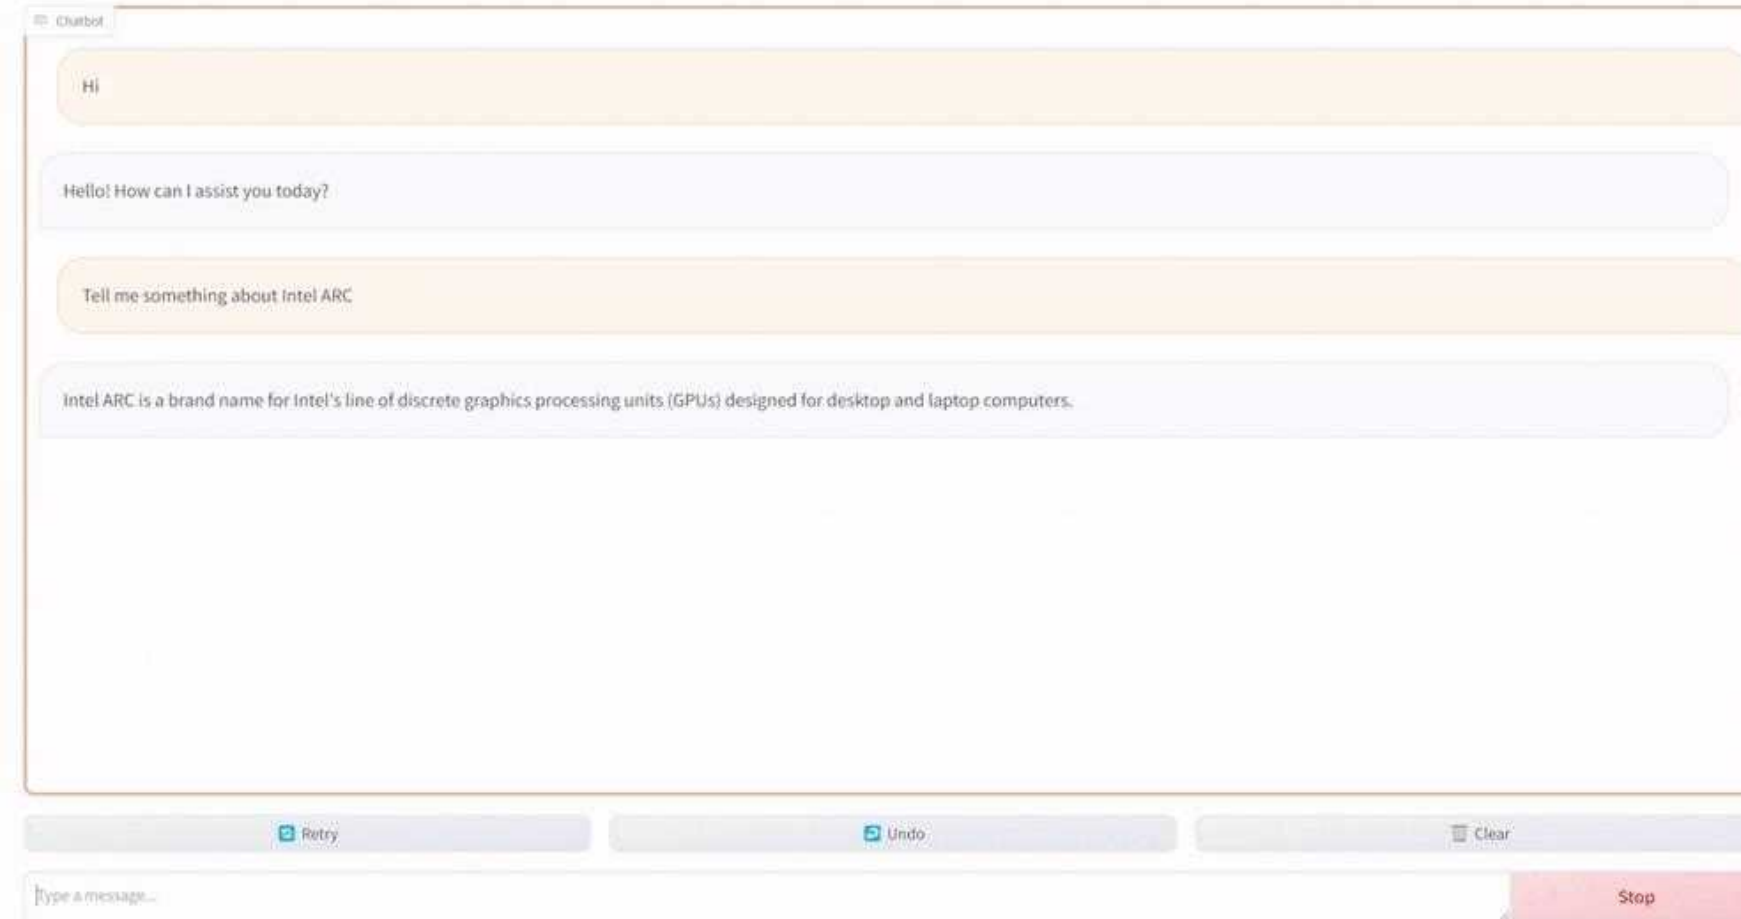 Chatbot
Hi
Hello! How can I assist you today?
Tell me something about Intel ARC
Intel ARC is a brand name for Intel's line of discrete graphics processing units (GPUs) designed for desktop and laptop computers.
Retry
Undo
Clear
Type a message...
Stop